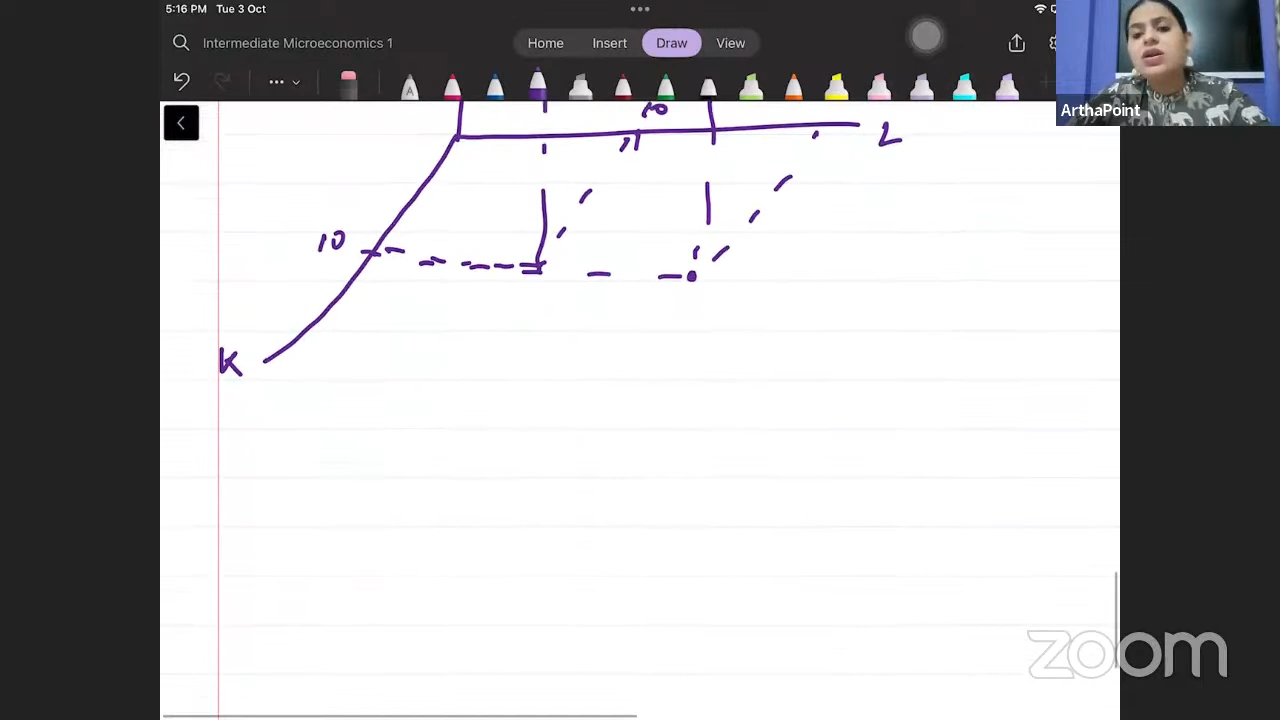 5:16 PM Tue 3 Oct
Intermediate Microeconomics 1
Home Insert Draw View
A
ArthaPoint
10
L
10
K
zoom